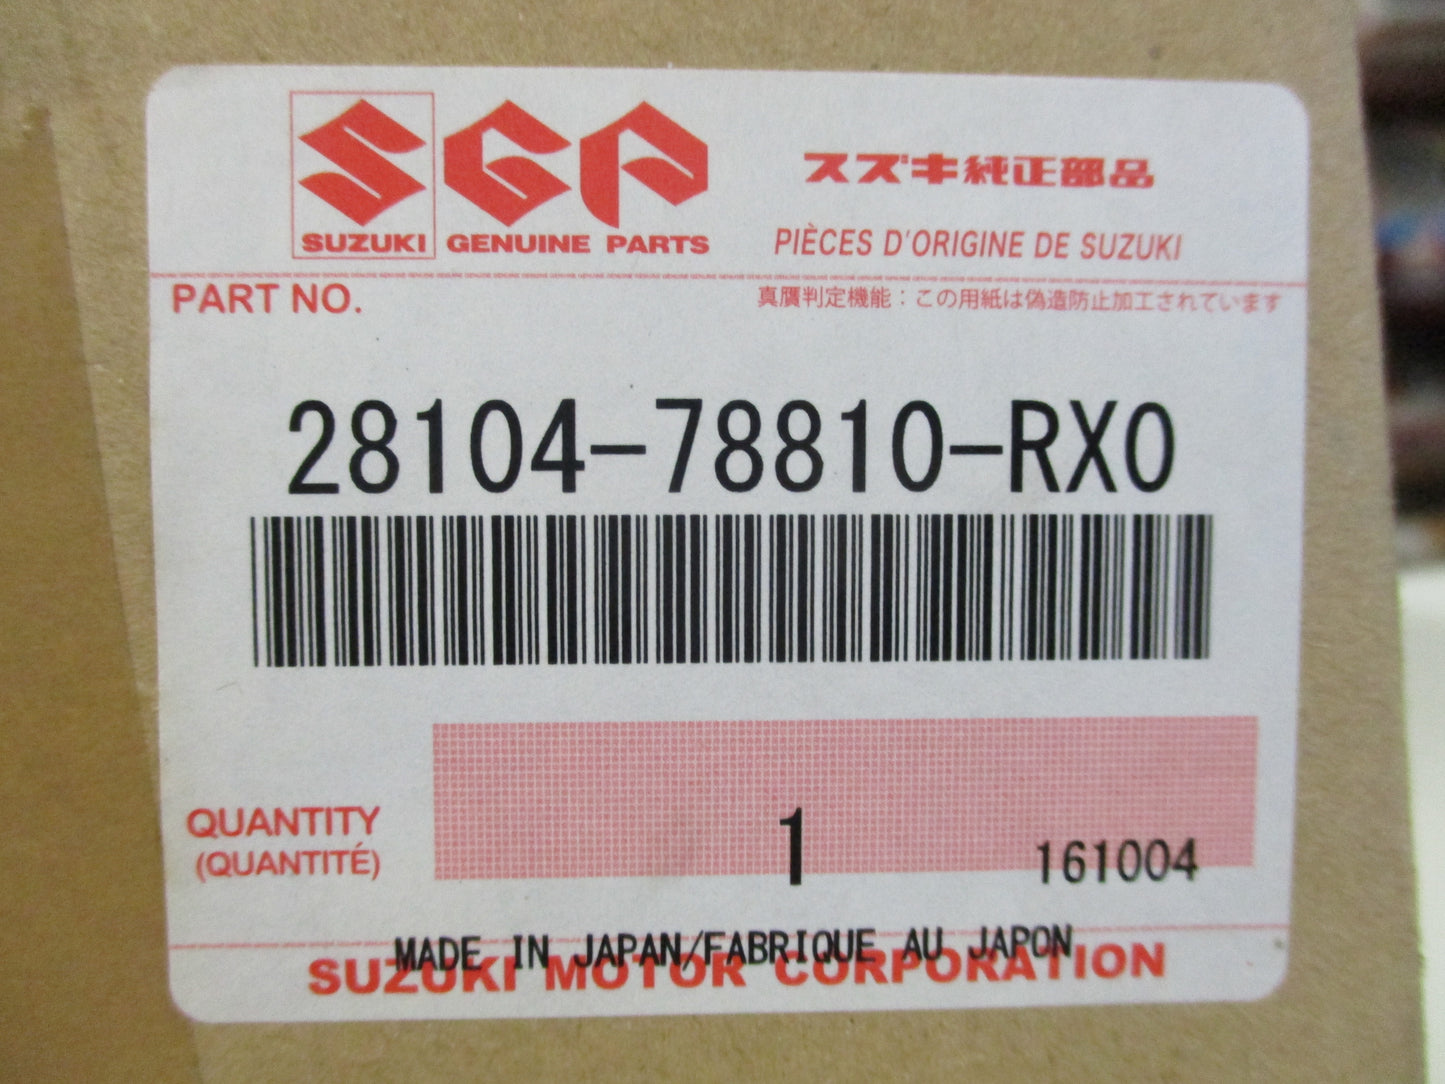 SGP
SUZUKI GENUINE PARTS
スズキ純正部品
PIÈCES D'ORIGINE DE SUZUKI
PART NO.
真贋判定機能：この用紙は偽造防止加工されています
28104-78810-RX0
QUANTITY
(QUANTITÉ)
1
161004
MADE IN JAPAN/FABRIQUE AU JAPON
SUZUKI MOTOR CORPORATION